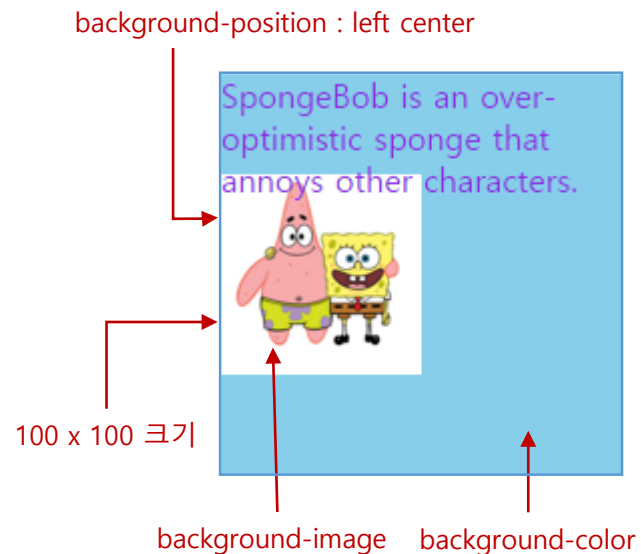 background-position : left center
SpongeBob is an over-
optimistic sponge that
annoys other characters.
100 x 100 크기
background-image
background-color